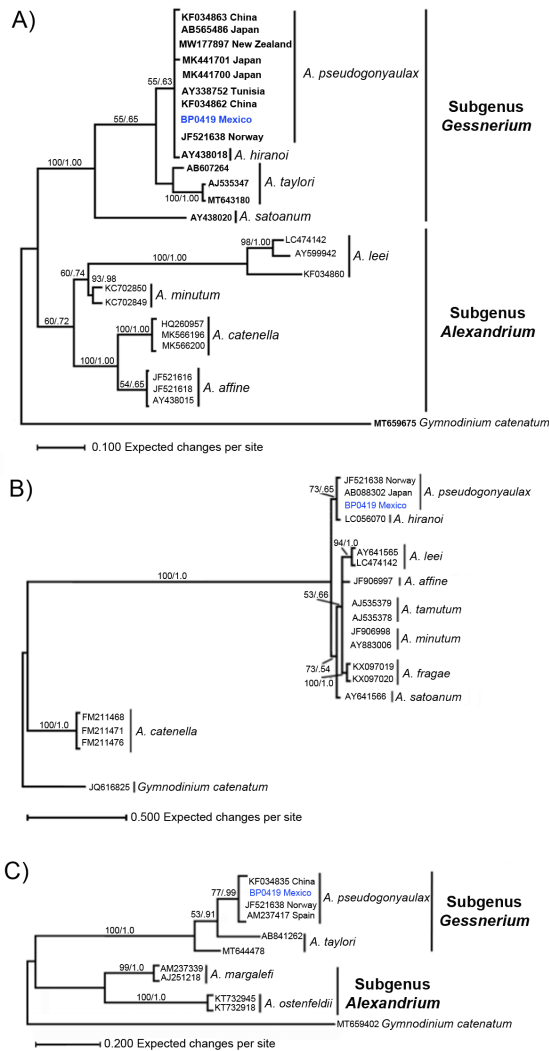 A)
KF034863 China
AB565486 Japan
MW177897 New Zealand
MK441701 Japan
MK441700 Japan
AY338752 Tunisia
KF034862 China
BP0419 Mexico
JF521638 Norway
A. pseudogonyaulax
55/.63
55/.65
AY438018 A. hiranoi
AB607264
AJ535347
MT643180
A. taylori
100/1.00
100/1.00
AY438020 A. satoanum
Subgenus
Gessnerium
LC474142
AY599942
KF034860
A. leei
98/1.00
100/1.00
60/.74
93/.98
KC702850
KC702849
A. minutum
60/.72
HQ260957
MK566196
MK566200
A. catenella
100/1.00
100/1.00
54/.65
JF521616
JF521618
AY438015
A. affine
Subgenus
Alexandrium
MT659675 Gymnodinium catenatum
0.100 Expected changes per site
B)
73/.65
JF521638 Norway
AB088302 Japan
BP0419 Mexico
A. pseudogonyaulax
LC056070 A. hiranoi
94/1.0
AY641565
LC474142
A. leei
100/1.0
JF906997 A. affine
53/.66
AJ535379
AJ535378
A. tamutum
JF906998
AY883006
A. minutum
73/.54
100/1.0
KX097019
KX097020
A. fragae
AY641566 A. satoanum
100/1.0
FM211468
FM211471
FM211476
A. catenella
JQ616825 Gymnodinium catenatum
0.500 Expected changes per site
C)
77/.99
KF034835 China
BP0419 Mexico
JF521638 Norway
AM237417 Spain
A. pseudogonyaulax
53/.91
100/1.0
AB841262
MT644478
A. taylori
Subgenus
Gessnerium
99/1.0
AM237339
AJ251218
A. margalefi
100/1.0
KT732945
KT732918
A. ostenfeldii
Subgenus
Alexandrium
MT659402 Gymnodinium catenatum
0.200 Expected changes per site